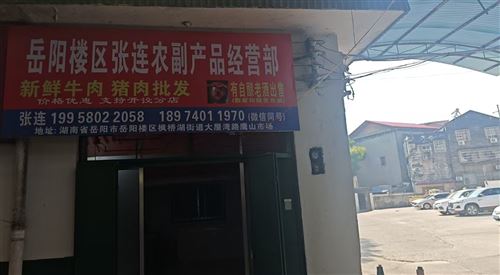 岳阳楼区张连农副产品经营部
新鲜牛肉 猪肉批发
价格优惠 支持开设分店
有自酿老酒出售
张连 199 5802 2058 189 7401 1970(微信同号)
地址:湖南省岳阳市岳阳楼区枫桥湖街道大屋湾路鹰山市场